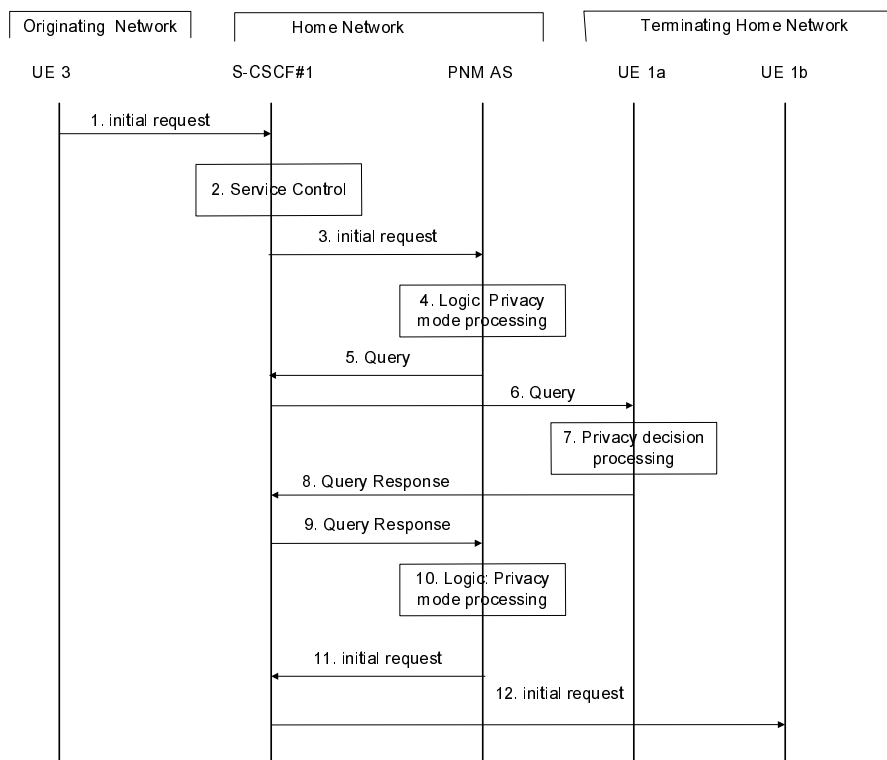 Originating Network
Home Network
Terminating Home Network
UE 3
S-CSCF#1
PNM AS
UE 1a
UE 1b
1. initial request
2. Service Control
3. initial request
4. Logic: Privacy
mode processing
5. Query
6. Query
7. Privacy decision
processing
8. Query Response
9. Query Response
10. Logic: Privacy
mode processing
11. initial request
12. initial request